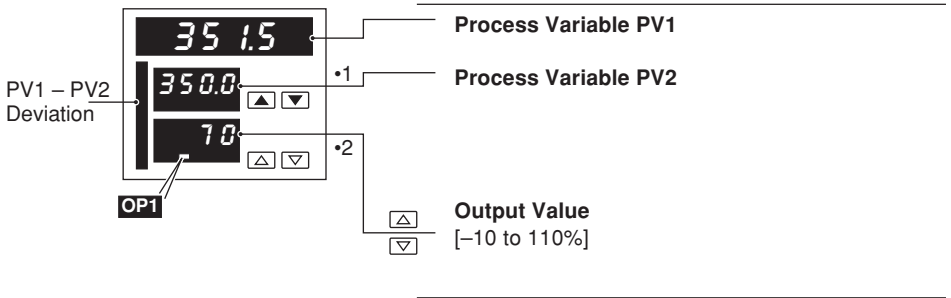 351.5
Process Variable PV1
•1
350.0
Process Variable PV2
PV1 – PV2
Deviation
70
•2
OP1
Output Value
[–10 to 110%]